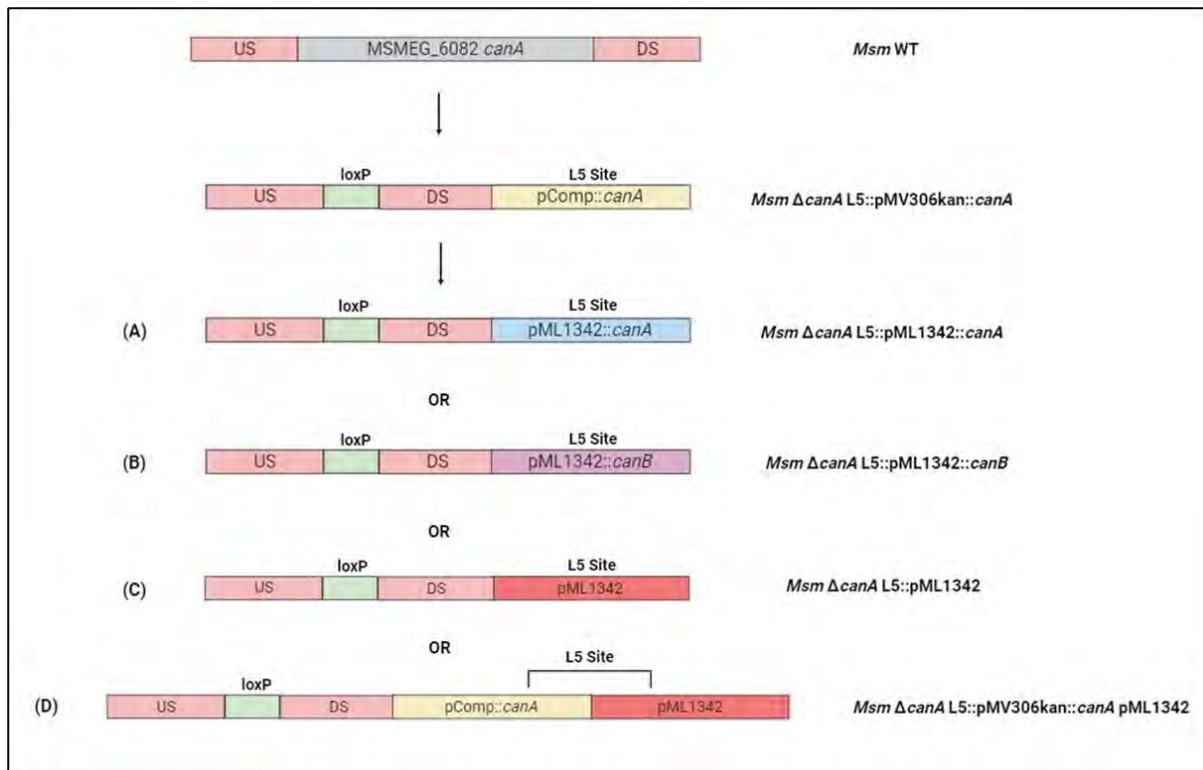 US MSMEG_6082 canA DS Msm WT
loxP L5 Site
US DS pComp::canA Msm ΔcanA L5::pMV306kan::canA
loxP L5 Site
(A) US DS pML1342::canA Msm ΔcanA L5::pML1342::canA
OR
loxP L5 Site
(B) US DS pML1342::canB Msm ΔcanA L5::pML1342::canB
OR
loxP L5 Site
(C) US DS pML1342 Msm ΔcanA L5::pML1342
OR
L5 Site
loxP
(D) US DS pComp::canA pML1342 Msm ΔcanA L5::pMV306kan::canA pML1342